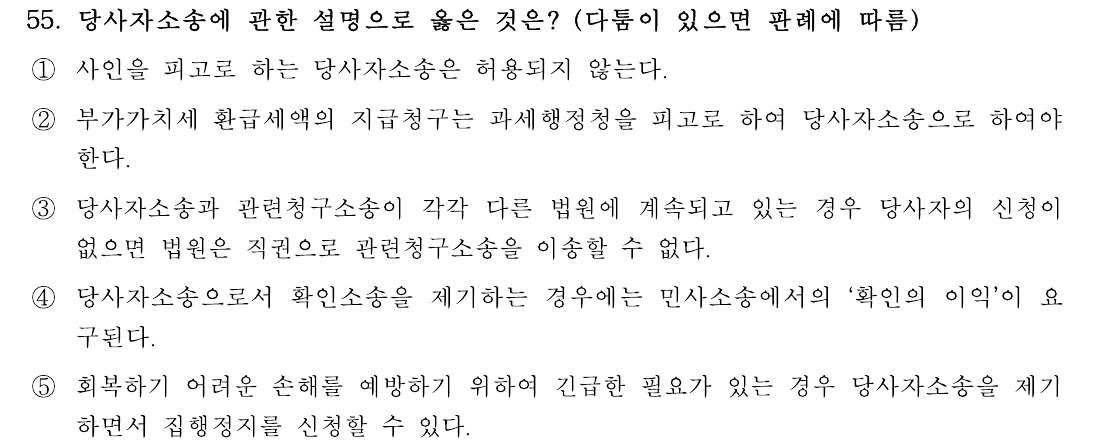 55. 당사자소송에 관한 설명으로 옳은 것은? (다툼이 있으면 판례에 따름)
① 사인을 피고로 하는 당사자소송은 허용되지 않는다.
② 부가가치세 환급세액의 지급청구는 과세행정청을 피고로 하여 당사자소송으로 하여야
한다.
③ 당사자소송과 관련청구소송이 각각 다른 법원에 계속되고 있는 경우 당사자의 신청이
없으면 법원은 직권으로 관련청구소송을 이송할 수 없다.
④ 당사자소송으로서 확인소송을 제기하는 경우에는 민사소송에서의 ‘확인의 이익’이 요
구된다.
⑤ 회복하기 어려운 손해를 예방하기 위하여 긴급한 필요가 있는 경우 당사자소송을 제기
하면서 집행정지를 신청할 수 있다.